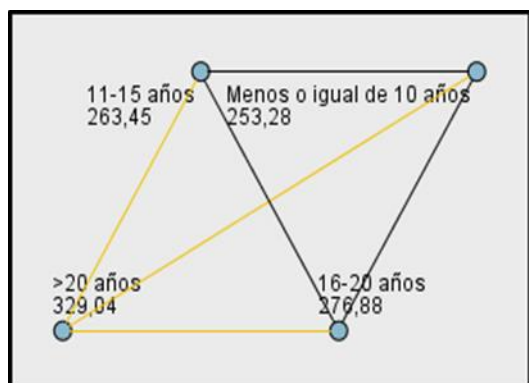 11-15 años
263,45
Menos o igual de 10 años
253,28
>20 años
329,04
16-20 años
276,88